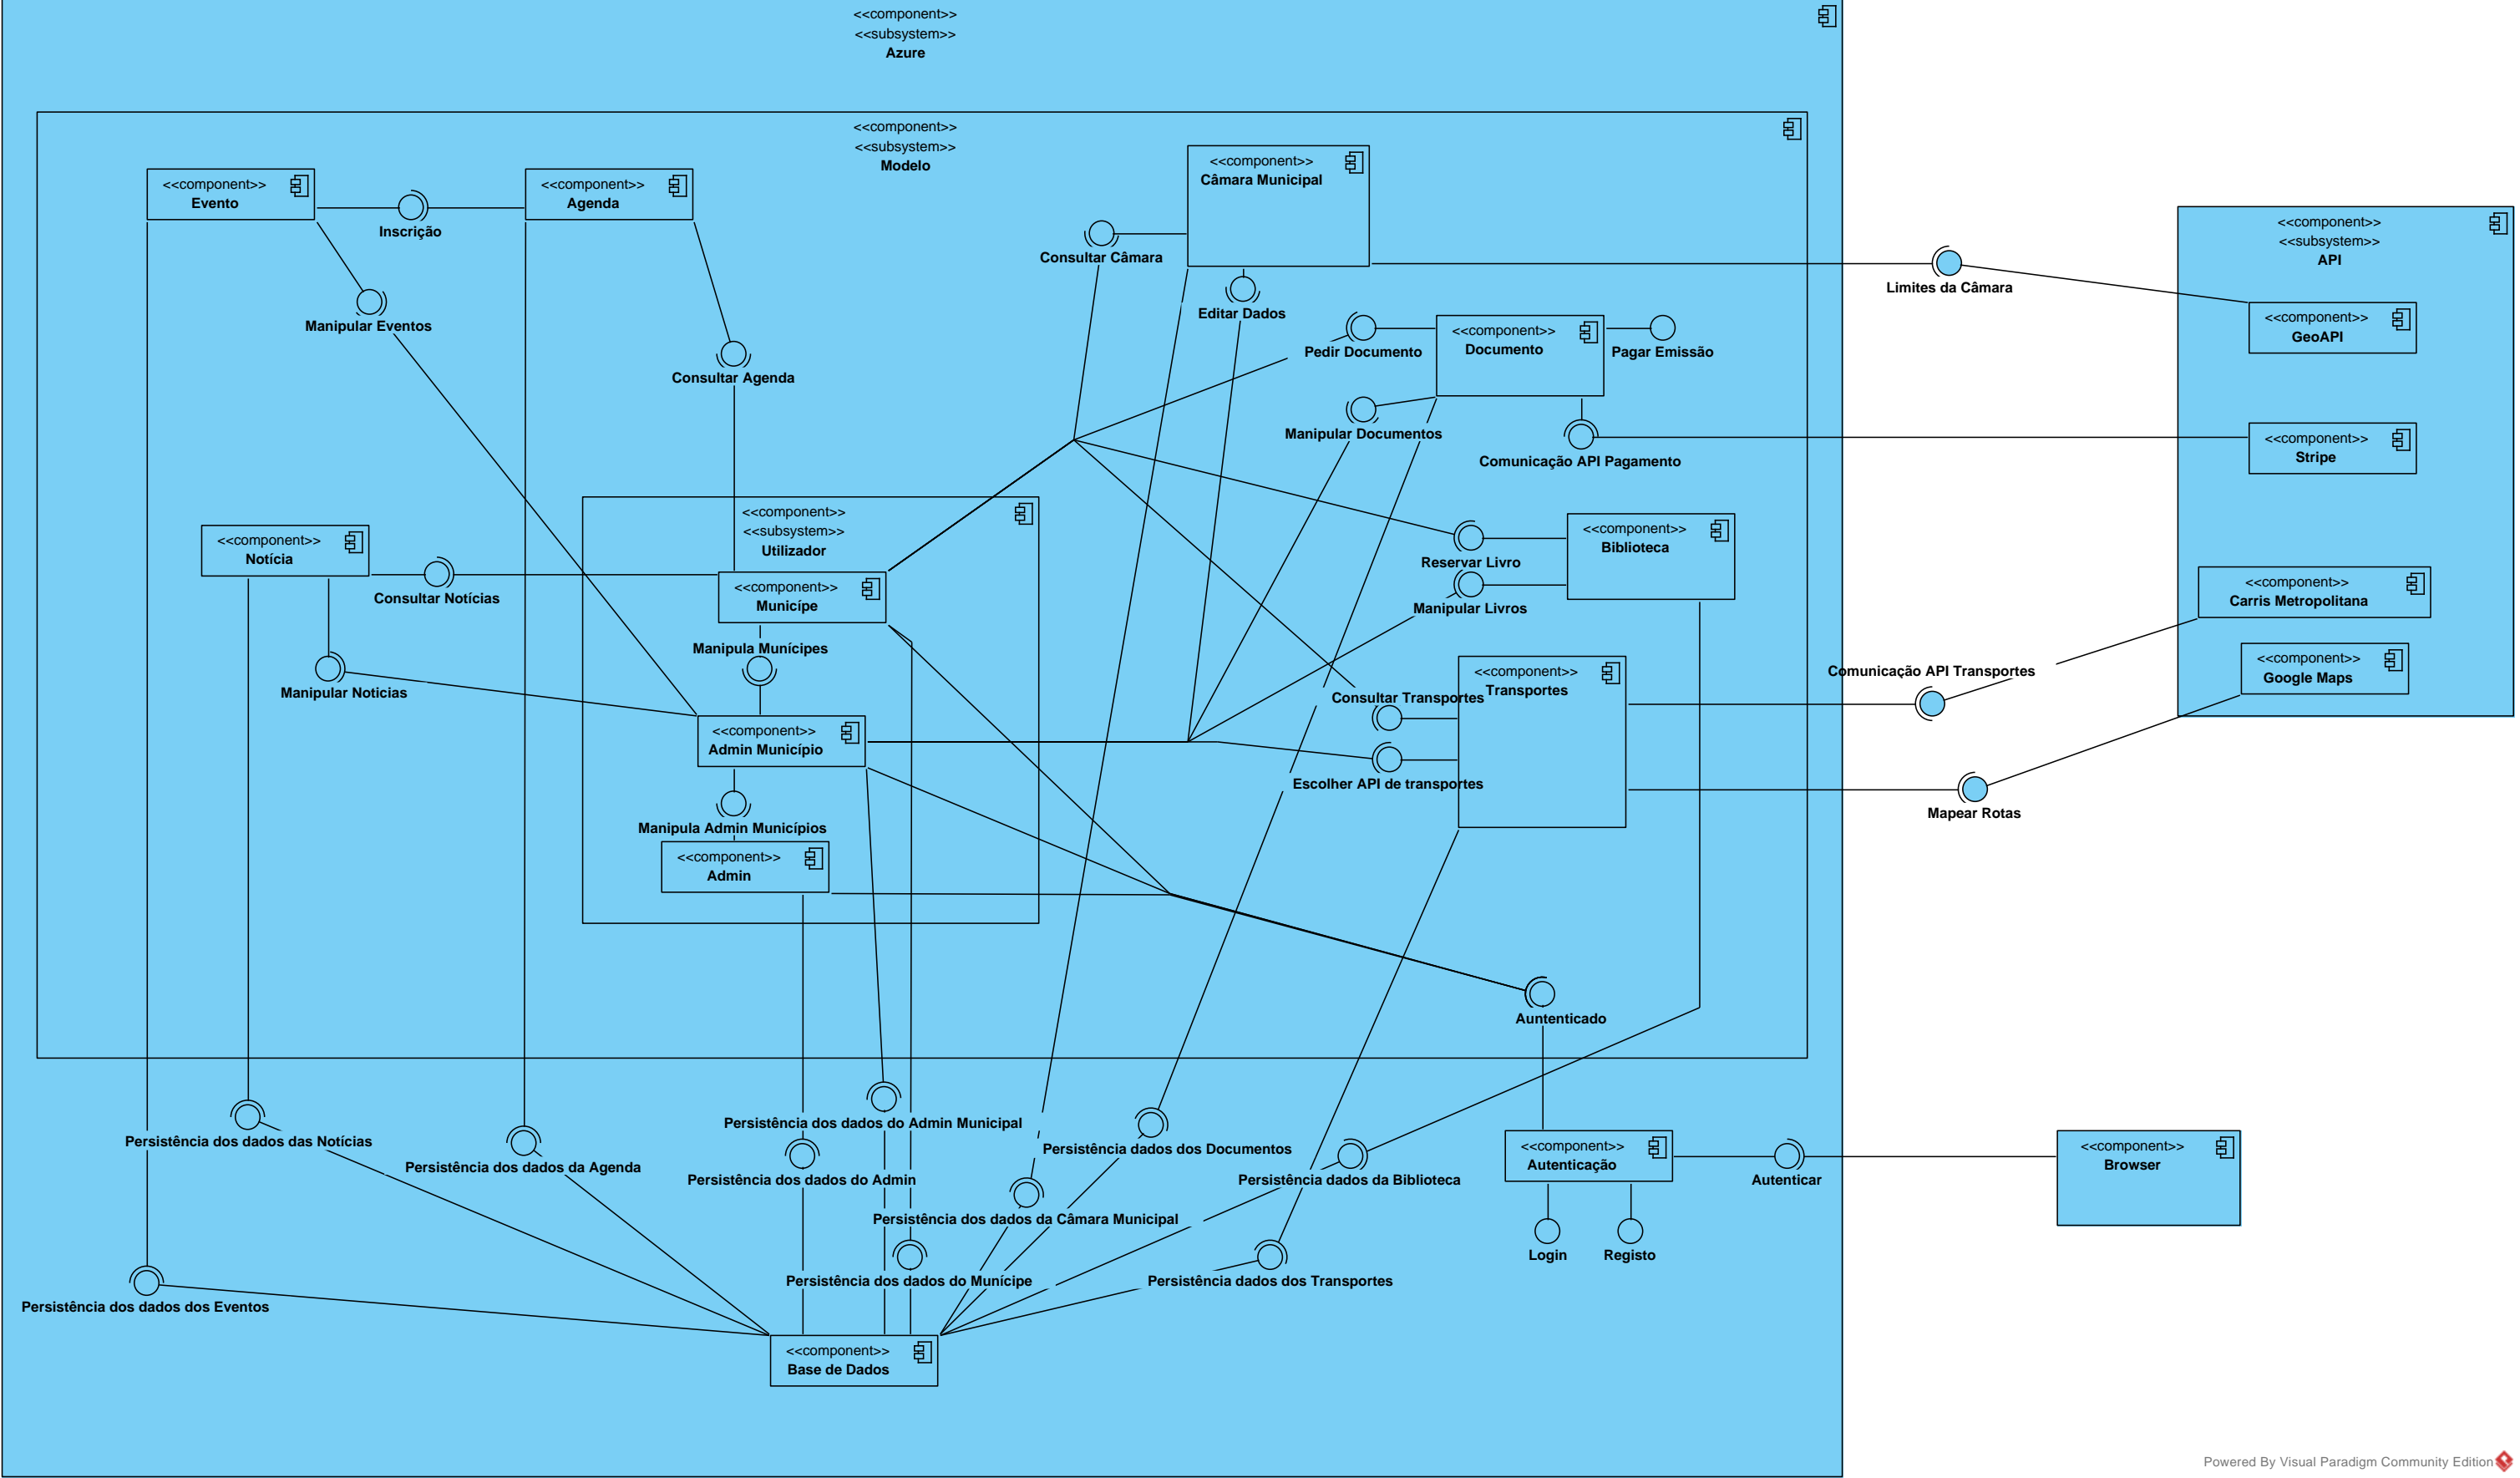 <<component>>
<<subsystem>>
Azure
<<component>>
<<subsystem>>
Modelo
<<component>>
Evento
Inscrição
<<component>>
Agenda
<<component>>
Câmara Municipal
Consultar Câmara
Editar Dados
Manipular Eventos
Consultar Agenda
Pedir Documento
<<component>>
Documento
Pagar Emissão
Manipular Documentos
Comunicação API Pagamento
Limites da Câmara
<<component>>
<<subsystem>>
API
<<component>>
GeoAPI
<<component>>
Stripe
<<component>>
Carris Metropolitana
<<component>>
Google Maps
<<component>>
<<subsystem>>
Utilizador
<<component>>
Notícia
Consultar Notícias
Manipular Noticias
<<component>>
Municípe
Manipula Munícipes
<<component>>
Admin Município
Manipula Admin Municípios
<<component>>
Admin
Reservar Livro
<<component>>
Biblioteca
Manipular Livros
<<component>>
Transportes
Consultar Transportes
Escolher API de transportes
Comunicação API Transportes
Mapear Rotas
Auntenticado
Persistência dos dados das Notícias
Persistência dos dados da Agenda
Persistência dos dados do Admin Municipal
Persistência dos dados do Admin
Persistência dados dos Documentos
Persistência dados da Biblioteca
Persistência dos dados da Câmara Municipal
Persistência dos dados do Munícipe
Persistência dados dos Transportes
Persistência dos dados dos Eventos
<<component>>
Autenticação
Autenticar
<<component>>
Browser
Login
Registo
<<component>>
Base de Dados
Powered By Visual Paradigm Community Edition